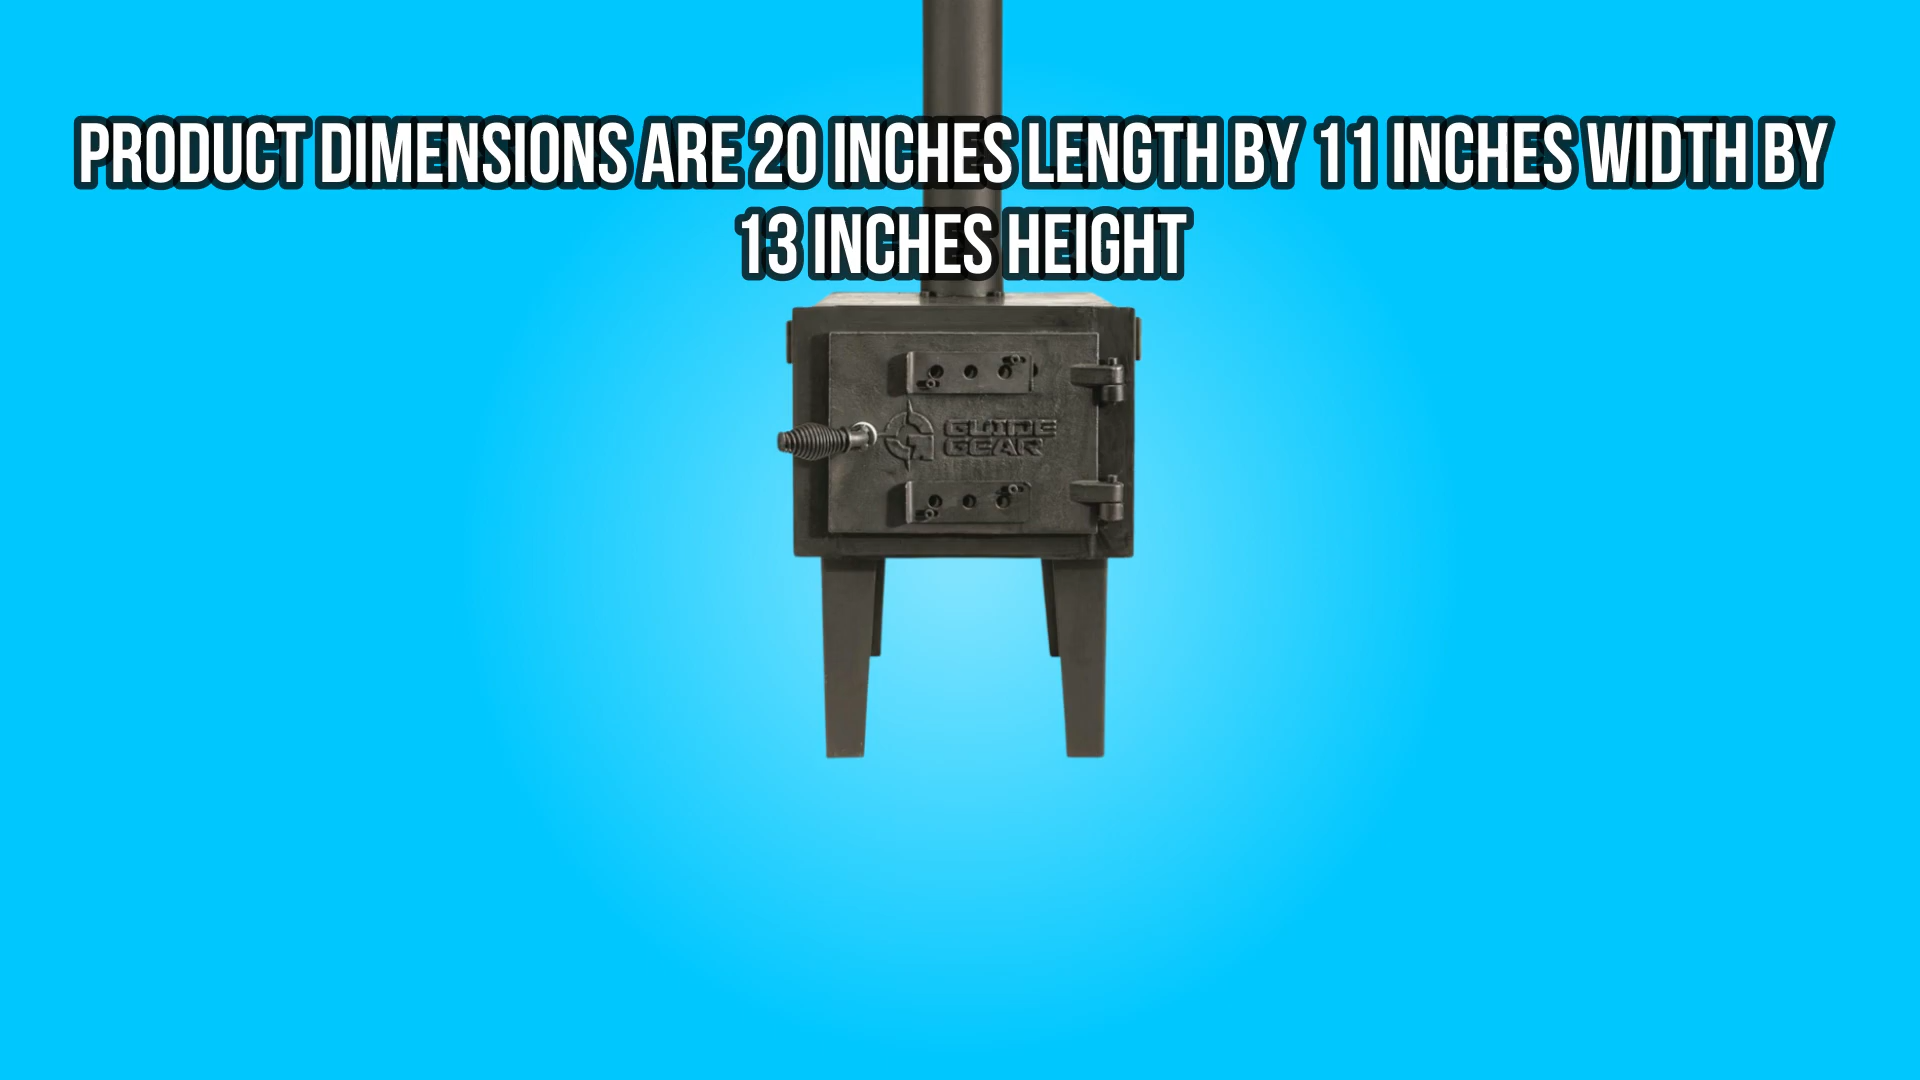 PRODUCT DIMENSIONS ARE 20 INCHES LENGTH BY 11 INCHES WIDTH BY
13 INCHES HEIGHT
GUIDE
GEAR